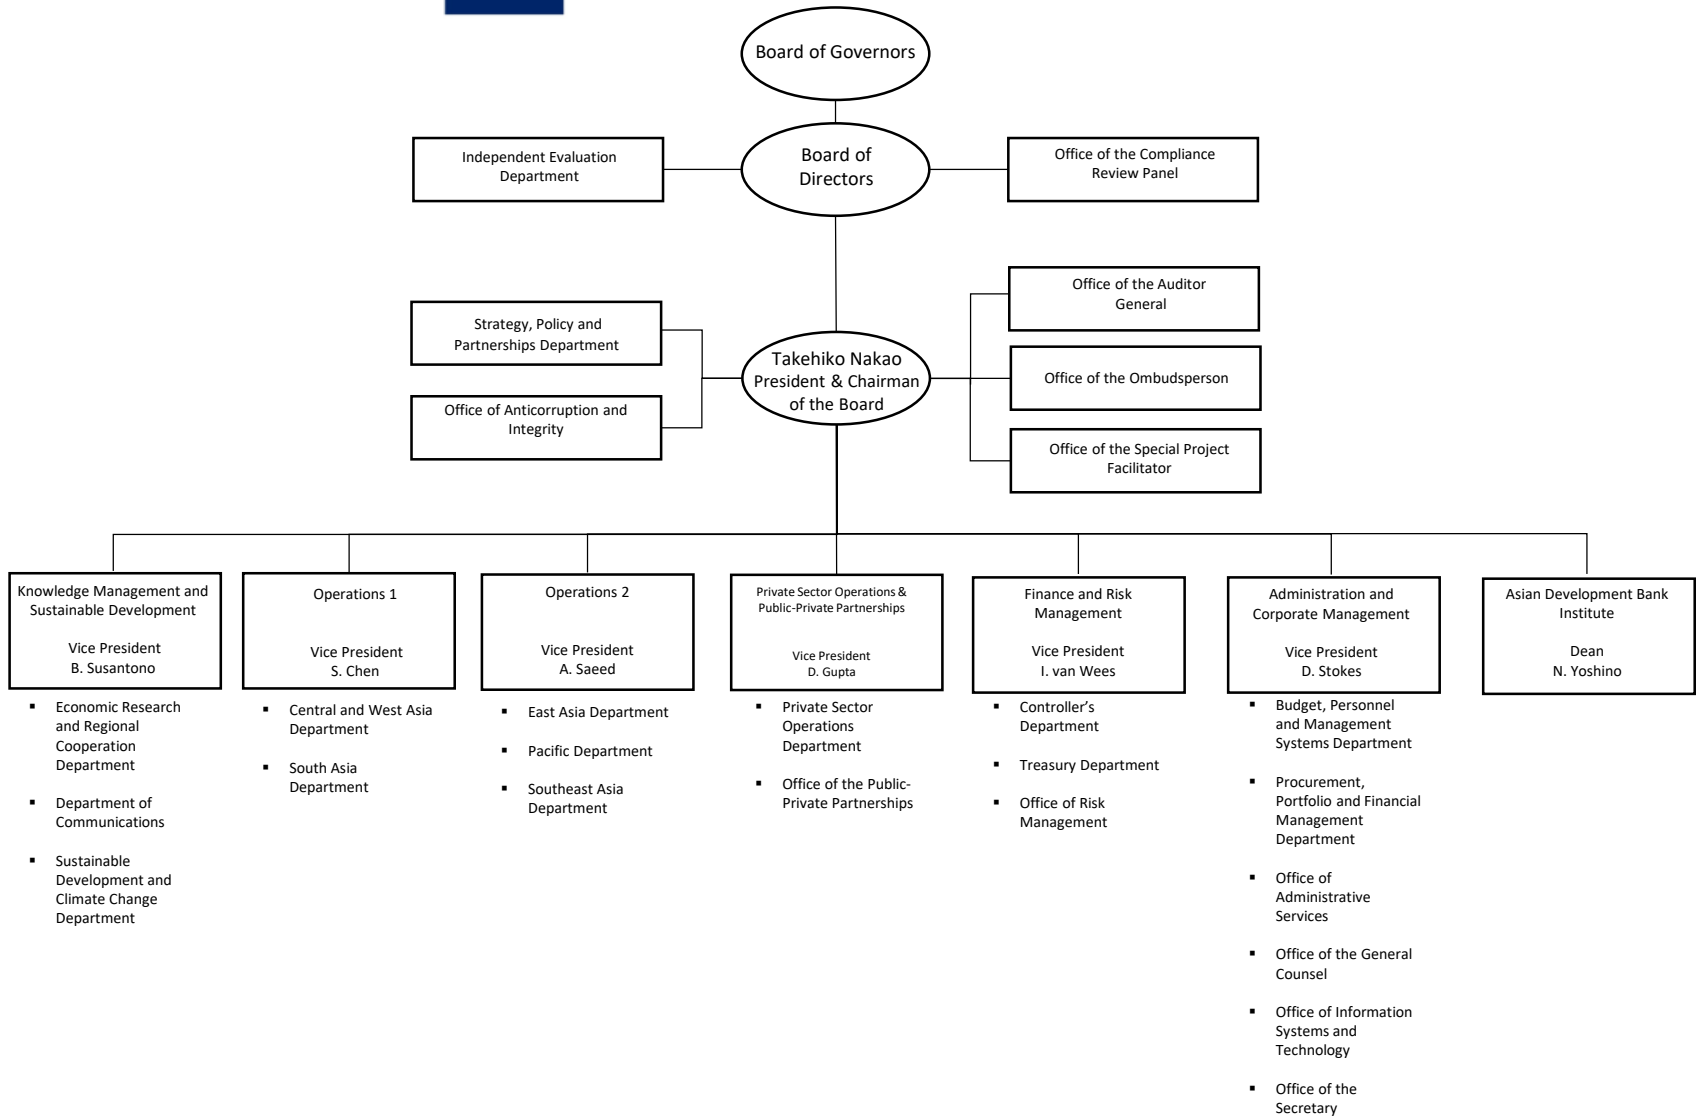 Board of Governors
Independent Evaluation
Department
Board of
Directors
Office of the Compliance
Review Panel
Strategy, Policy and
Partnerships Department
Office of Anticorruption and
Integrity
Takehiko Nakao
President & Chairman
of the Board
Office of the Auditor
General
Office of the Ombudsperson
Office of the Special Project
Facilitator
Knowledge Management and
Sustainable Development
Vice President
B. Susantono
▪ Economic Research
and Regional
Cooperation
Department
▪ Department of
Communications
▪ Sustainable
Development and
Climate Change
Department
Operations 1
Vice President
S. Chen
▪ Central and West Asia
Department
▪ South Asia
Department
Operations 2
Vice President
A. Saeed
▪ East Asia Department
▪ Pacific Department
▪ Southeast Asia
Department
Private Sector Operations &
Public-Private Partnerships
Vice President
D. Gupta
▪ Private Sector
Operations
Department
▪ Office of the Public-
Private Partnerships
Finance and Risk
Management
Vice President
I. van Wees
▪ Controller’s
Department
▪ Treasury Department
▪ Office of Risk
Management
Administration and
Corporate Management
Vice President
D. Stokes
▪ Budget, Personnel
and Management
Systems Department
▪ Procurement,
Portfolio and Financial
Management
Department
▪ Office of
Administrative
Services
▪ Office of the General
Counsel
▪ Office of Information
Systems and
Technology
▪ Office of the
Secretary
Asian Development Bank
Institute
Dean
N. Yoshino